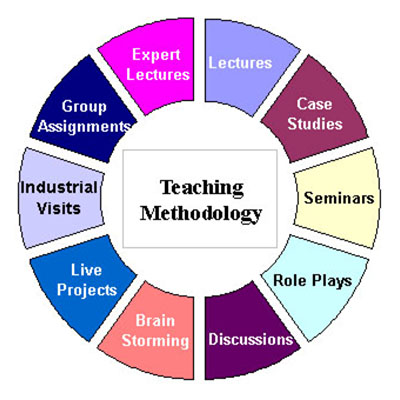 Expert
Lectures
Lectures
Case
Studies
Seminars
Role Plays
Discussions
Brain
Storming
Live
Projects
Industrial
Visits
Group
Assignments
Teaching
Methodology